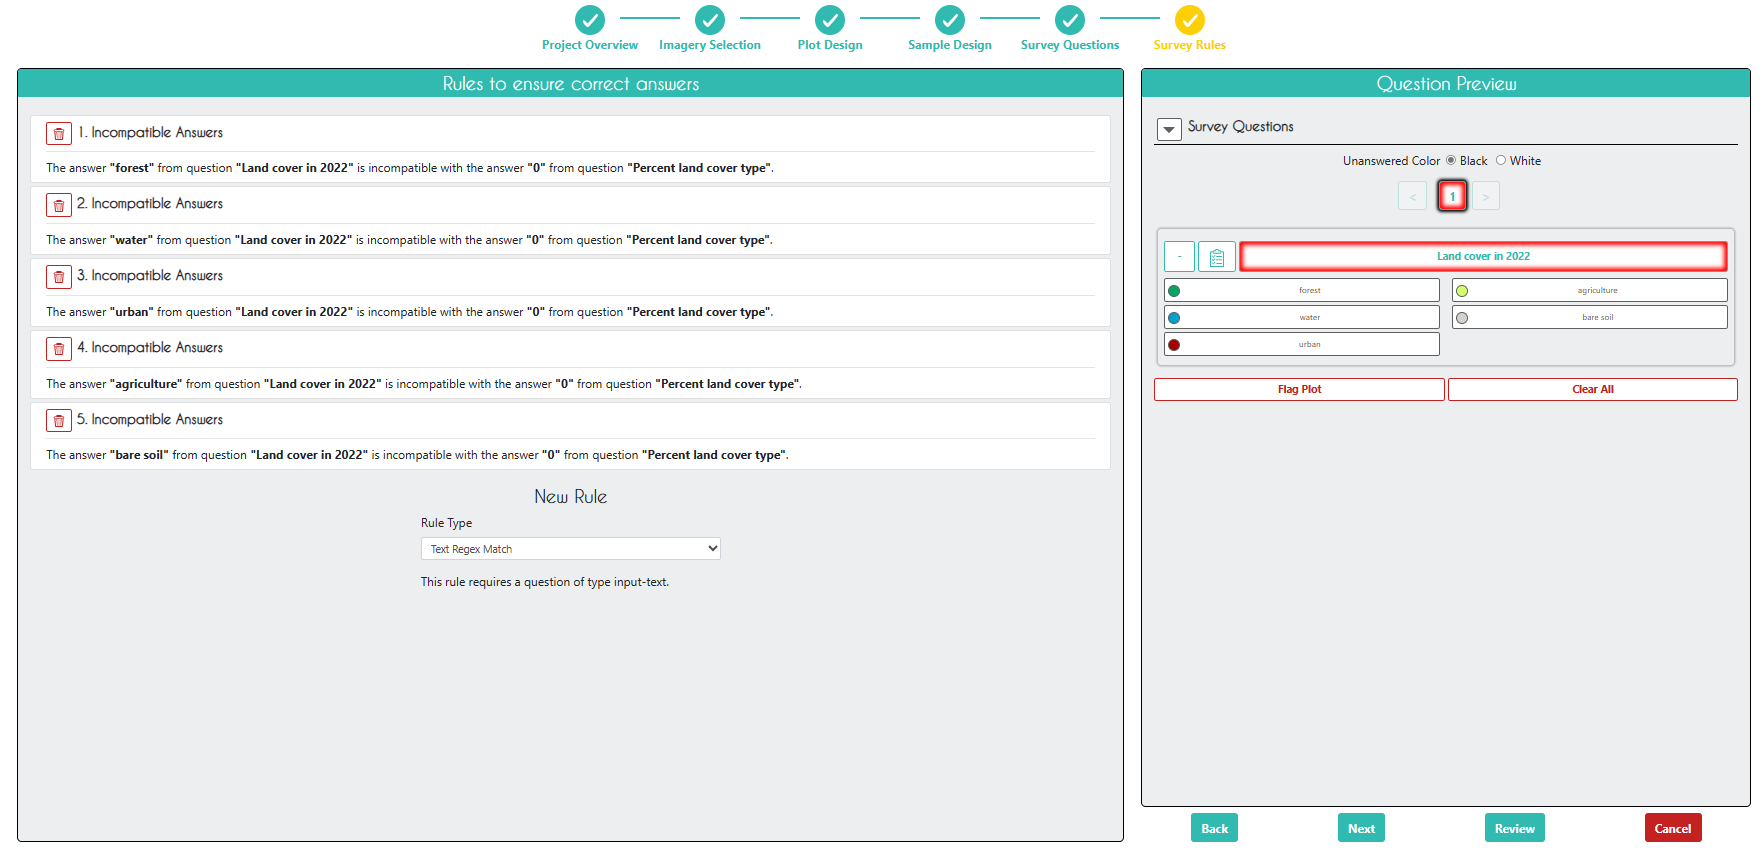 Project Overview
Imagery Selection
Plot Design
Sample Design
Survey Questions
Survey Rules
Rules to ensure correct answers
1. Incompatible Answers
The answer "forest" from question "Land cover in 2022" is incompatible with the answer "0" from question "Percent land cover type".
2. Incompatible Answers
The answer "water" from question "Land cover in 2022" is incompatible with the answer "0" from question "Percent land cover type".
3. Incompatible Answers
The answer "urban" from question "Land cover in 2022" is incompatible with the answer "0" from question "Percent land cover type".
4. Incompatible Answers
The answer "agriculture" from question "Land cover in 2022" is incompatible with the answer "0" from question "Percent land cover type".
5. Incompatible Answers
The answer "bare soil" from question "Land cover in 2022" is incompatible with the answer "0" from question "Percent land cover type".
New Rule
Rule Type
Text Regex Match
This rule requires a question of type input-text.
Question Preview
Survey Questions
Unanswered Color Black White
< 1 >
- Land cover in 2022
forest
agriculture
water
bare soil
urban
Flag Plot
Clear All
Back
Next
Review
Cancel